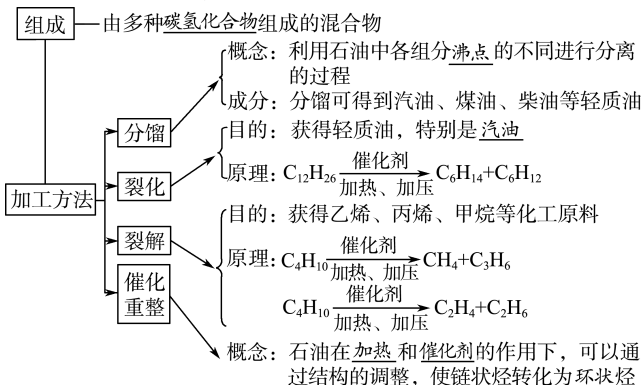 组成
由多种碳氢化合物组成的混合物
概念：利用石油中各组分沸点的不同进行分离
的过程
成分：分馏可得到汽油、煤油、柴油等轻质油
分馏
目的：获得轻质油，特别是汽油
原理：C₁₂H₂₆ 催化剂 加热、加压 C₆H₁₄+C₆H₁₂
裂化
加工方法
目的：获得乙烯、丙烯、甲烷等化工原料
裂解
原理：C₄H₁₀ 催化剂 加热、加压 CH₄+C₃H₆
C₄H₁₀ 催化剂 加热、加压 C₂H₄+C₂H₆
催化
重整
概念：石油在加热和催化剂的作用下，可以通
过结构的调整，使链状烃转化为环状烃